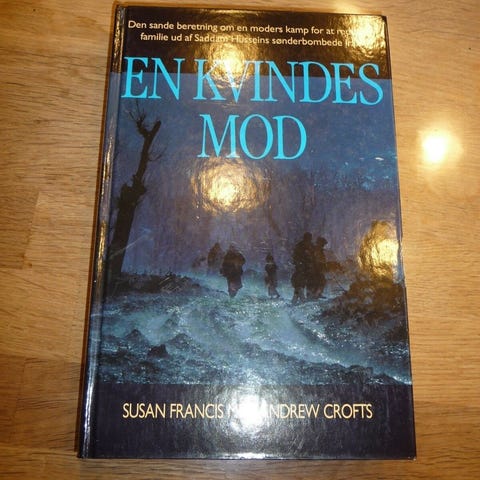 Den sande beretning om en moders kamp for at
familie ud af Saddam Husseins sønderbombede
EN KVINDES
MOD
SUSAN FRANCIS ANDREW CROFTS